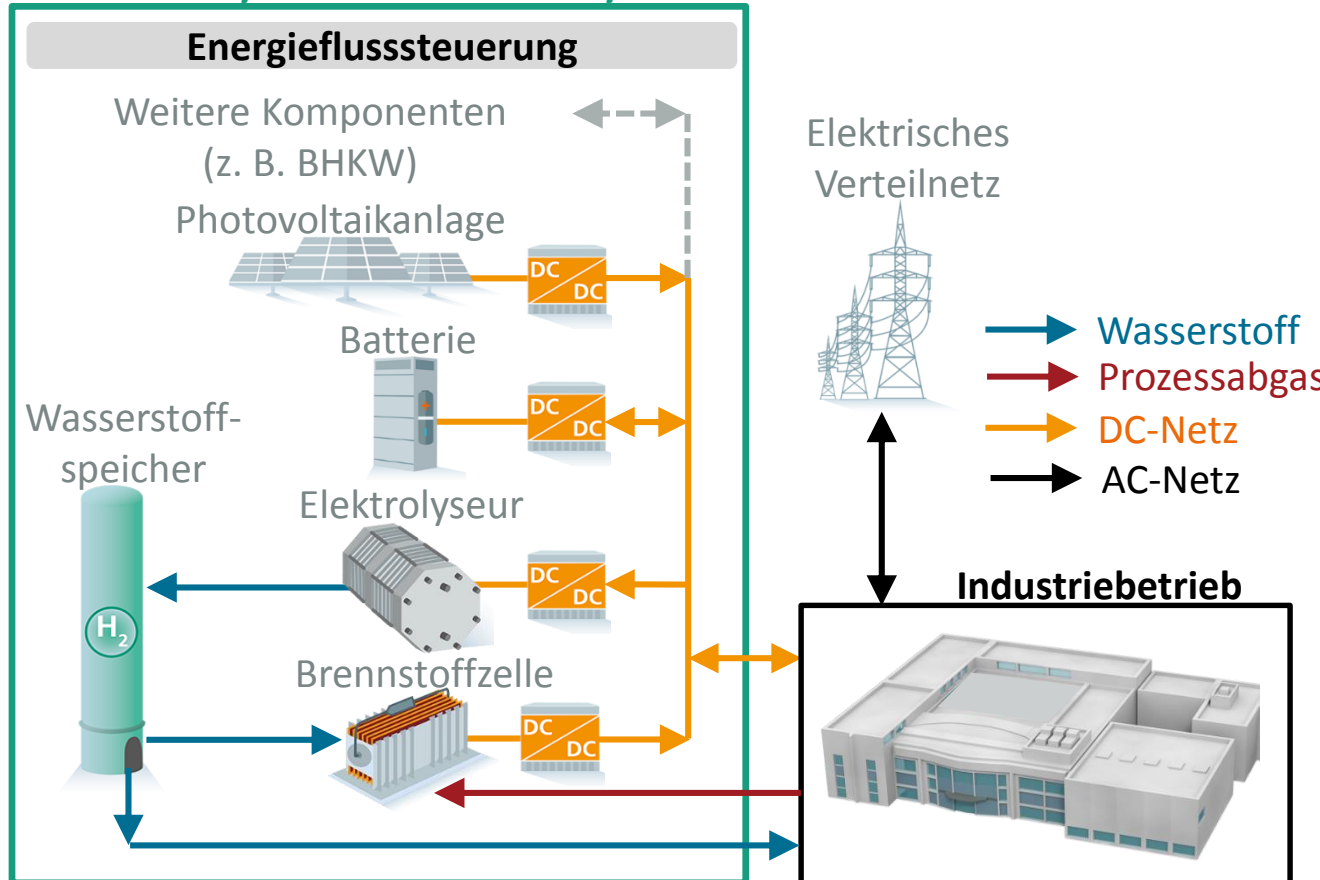 Energieflusssteuerung
Weitere Komponenten
(z. B. BHKW)
Photovoltaikanlage
DC
DC
Batterie
DC
DC
Wasserstoff-
speicher
Elektrolyseur
DC
DC
H₂
Brennstoffzelle
DC
DC
Elektrisches
Verteilnetz
Wasserstoff
Prozessabgas
DC-Netz
AC-Netz
Industriebetrieb